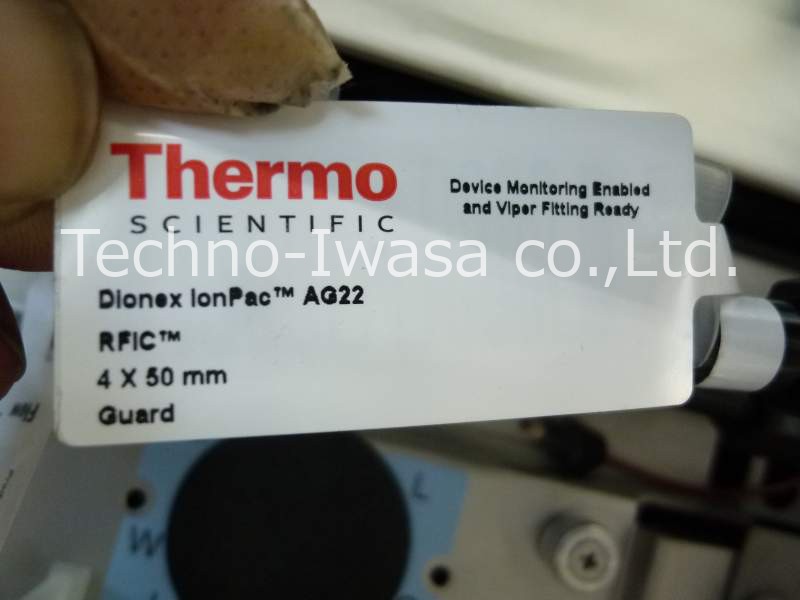 Thermo
SCIENTIFIC
Device Monitoring Enabled
and Viper Fitting Ready
Techno-Iwasa co.,Ltd.
Dionex IonPac™ AG22
RFIC™
4 X 50 mm
Guard
L
W